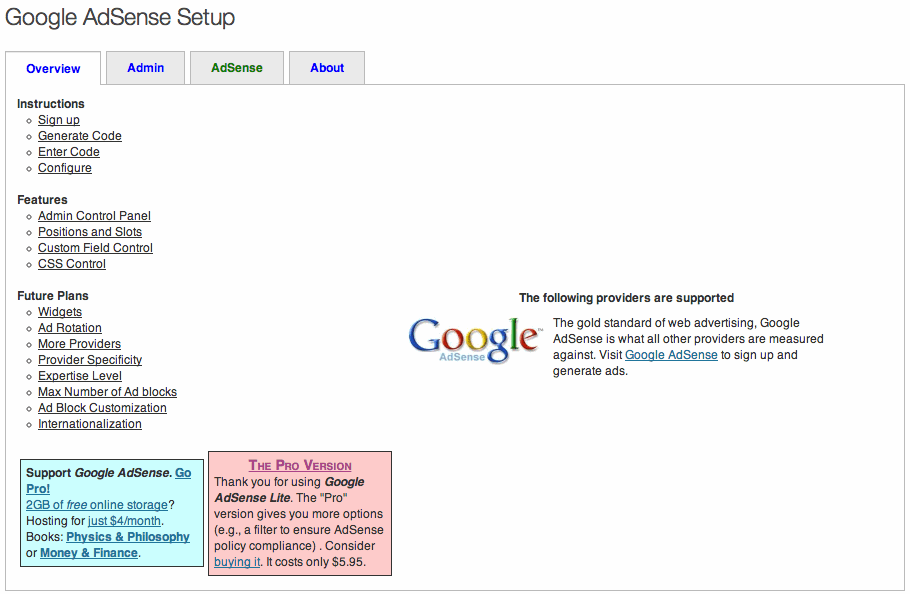 Google AdSense Setup
Overview
Admin
AdSense
About
Instructions
Sign up
Generate Code
Enter Code
Configure
Features
Admin Control Panel
Positions and Slots
Custom Field Control
CSS Control
Future Plans
Widgets
Ad Rotation
More Providers
Provider Specificity
Expertise Level
Max Number of Ad blocks
Ad Block Customization
Internationalization
The following providers are supported
Google™
AdSense
The gold standard of web advertising, Google
AdSense is what all other providers are measured
against. Visit Google AdSense to sign up and
generate ads.
Support Google AdSense. Go
Pro!
2GB of free online storage?
Hosting for just $4/month.
Books: Physics & Philosophy
or Money & Finance.
The Pro Version
Thank you for using Google
AdSense Lite. The "Pro"
version gives you more options
(e.g., a filter to ensure AdSense
policy compliance) . Consider
buying it. It costs only $5.95.